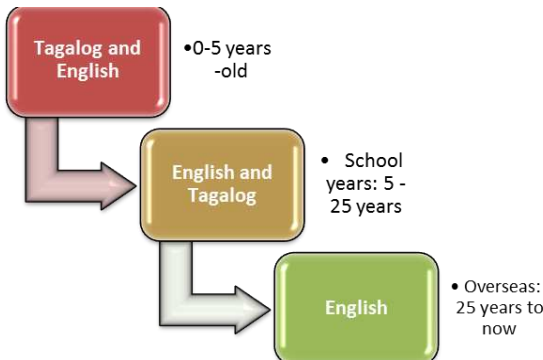 Tagalog and
English
•0-5 years
-old
English and
Tagalog
• School
years: 5 -
25 years
English
• Overseas:
25 years to
now